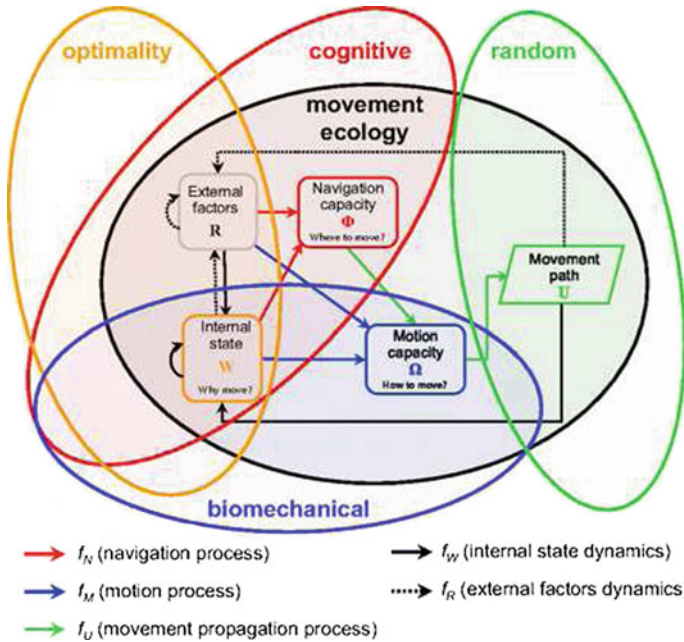 optimality
cognitive
random
movement
ecology
External
factors
R
Navigation
capacity
Φ
Where to move?
Movement
path
U
Internal
state
W
Why move?
Motion
capacity
Ω
How to move?
biomechanical
f_N (navigation process)
f_M (motion process)
f_U (movement propagation process)
f_W (internal state dynamics)
f_R (external factors dynamics